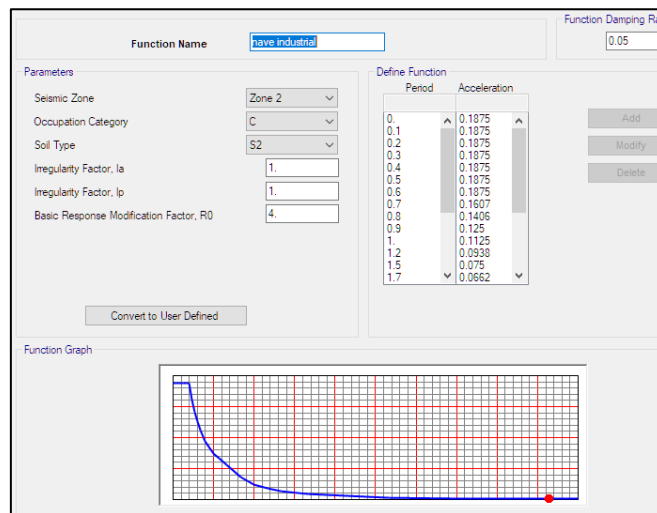 Function Damping Ra
Function Name
nave industrial
0.05
Parameters
Define Function
Seismic Zone
Zone 2
Period
Acceleration
Occupation Category
C
Soil Type
S2
Irregularity Factor, Ia
1.
Irregularity Factor, Ip
1.
Basic Response Modification Factor, R0
4.
0. 0.1875
0.1 0.1875
0.2 0.1875
0.3 0.1875
0.4 0.1875
0.5 0.1875
0.6 0.1875
0.7 0.1607
0.8 0.1406
0.9 0.125
1. 0.1125
1.2 0.0938
1.5 0.075
1.7 0.0662
Add
Modify
Delete
Convert to User Defined
Function Graph